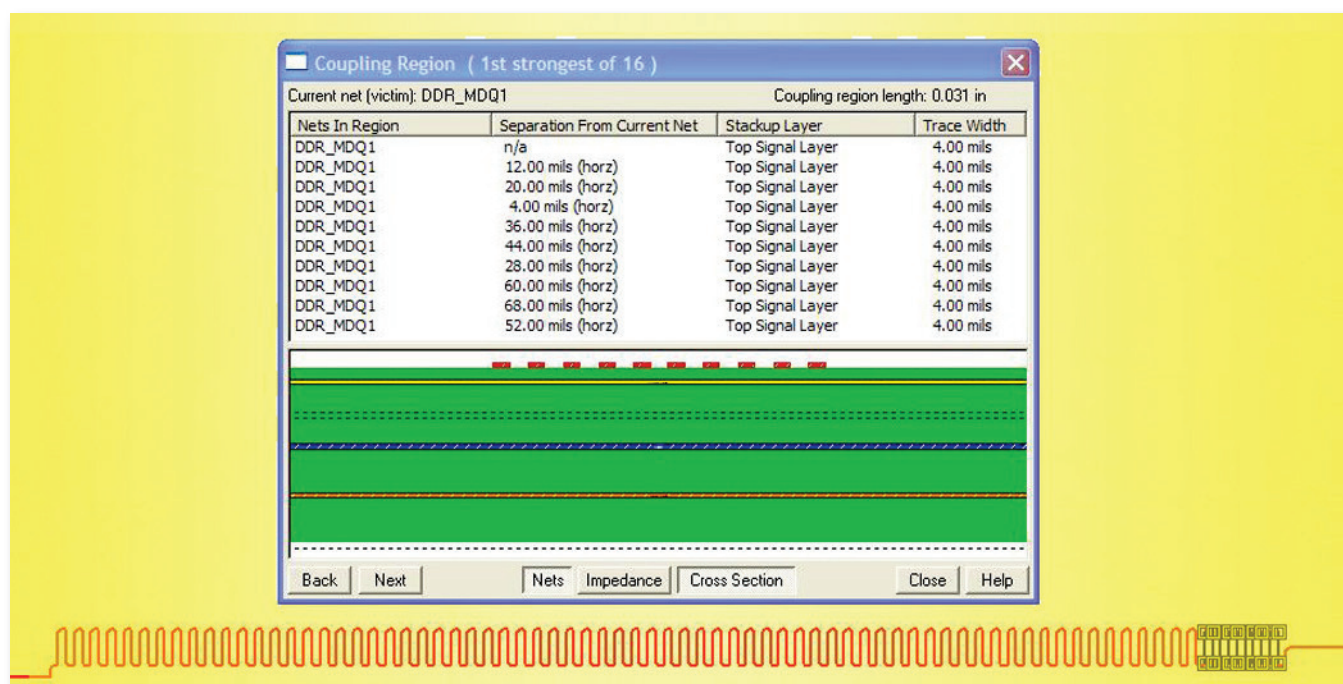 Coupling Region ( 1st strongest of 16 )
Current net (victim): DDR_MDQ1 Coupling region length: 0.031 in
Nets In Region Separation From Current Net Stackup Layer Trace Width
DDR_MDQ1 n/a Top Signal Layer 4.00 mils
DDR_MDQ1 12.00 mils (horz) Top Signal Layer 4.00 mils
DDR_MDQ1 20.00 mils (horz) Top Signal Layer 4.00 mils
DDR_MDQ1 4.00 mils (horz) Top Signal Layer 4.00 mils
DDR_MDQ1 36.00 mils (horz) Top Signal Layer 4.00 mils
DDR_MDQ1 44.00 mils (horz) Top Signal Layer 4.00 mils
DDR_MDQ1 28.00 mils (horz) Top Signal Layer 4.00 mils
DDR_MDQ1 60.00 mils (horz) Top Signal Layer 4.00 mils
DDR_MDQ1 68.00 mils (horz) Top Signal Layer 4.00 mils
DDR_MDQ1 52.00 mils (horz) Top Signal Layer 4.00 mils
Back Next Nets Impedance Cross Section Close Help